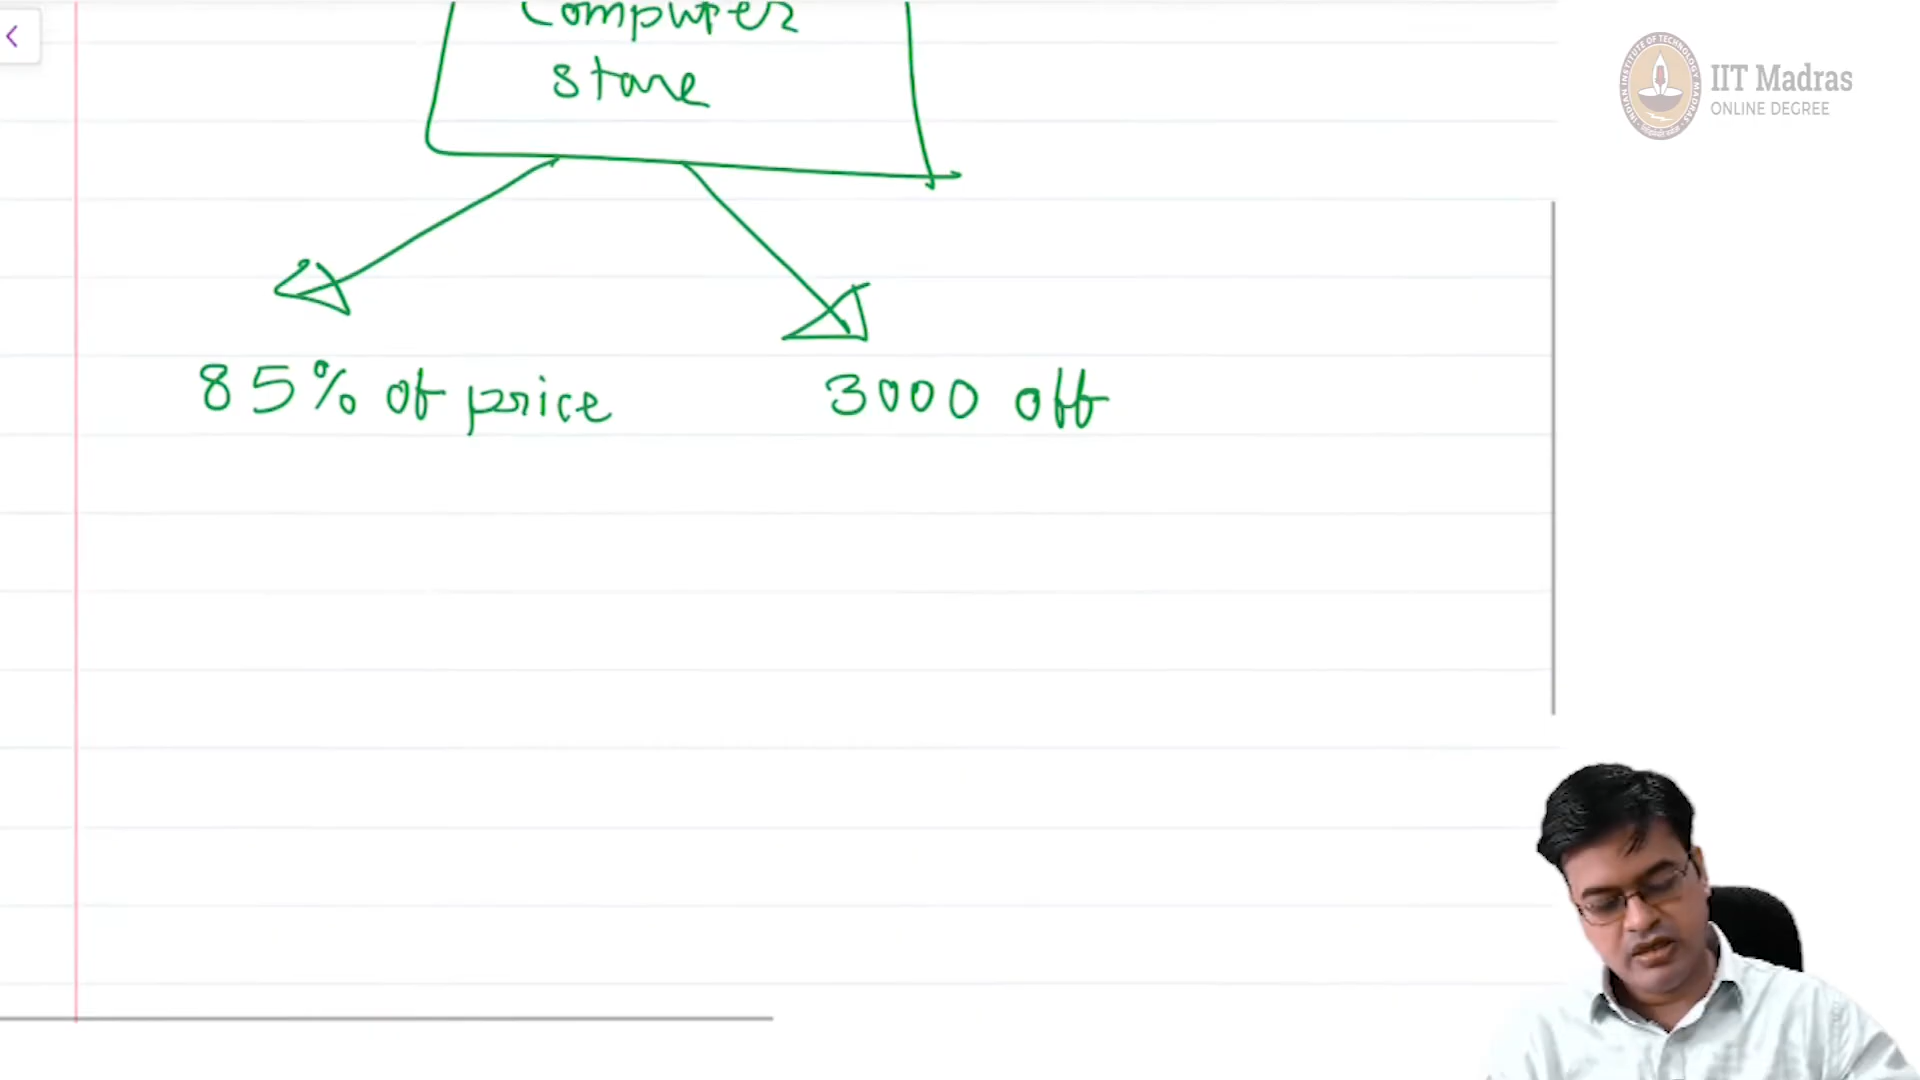 Computer
store
IIT Madras
ONLINE DEGREE
85% of price
3000 off